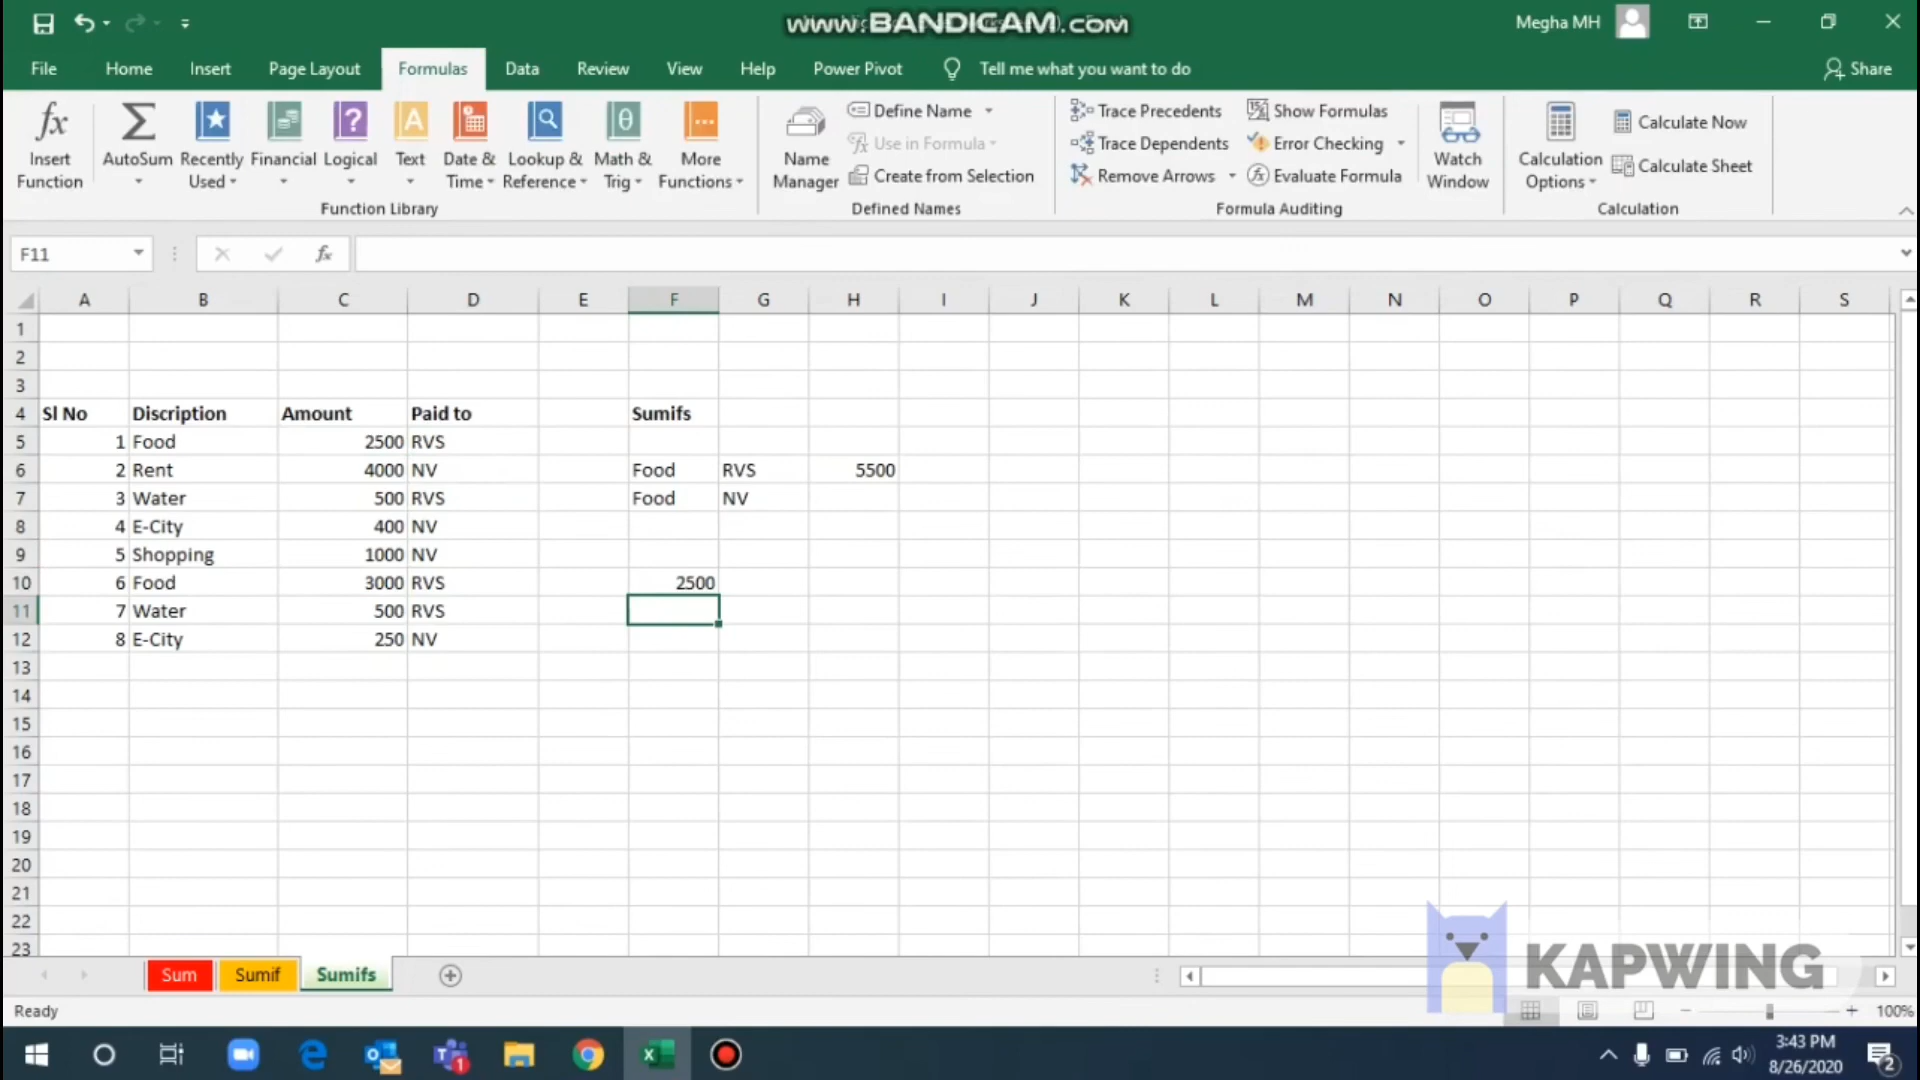 www.BANDICAM.com
Megha MH
File Home Insert Page Layout Formulas Data Review View Help Power Pivot Tell me what you want to do Share
Insert Function
AutoSum
Recently Used
Financial
Logical
Text
Date & Time
Lookup & Reference
Math & Trig
More Functions
Function Library
Name Manager
Define Name
Use in Formula
Create from Selection
Defined Names
Trace Precedents
Trace Dependents
Remove Arrows
Show Formulas
Error Checking
Evaluate Formula
Formula Auditing
Watch Window
Calculation Options
Calculate Now
Calculate Sheet
Calculation
F11 fx
A B C D E F G H I J K L M N O P Q R S
1
2
3
4 Sl No Discription Amount Paid to Sumifs
5 1 Food 2500 RVS
6 2 Rent 4000 NV Food RVS 5500
7 3 Water 500 RVS Food NV
8 4 E-City 400 NV
9 5 Shopping 1000 NV
10 6 Food 3000 RVS 2500
11 7 Water 500 RVS
12 8 E-City 250 NV
13
14
15
16
17
18
19
20
21
22
23
Sum Sumif Sumifs
KAPWING
Ready
100%
3:43 PM
8/26/2020
1
2